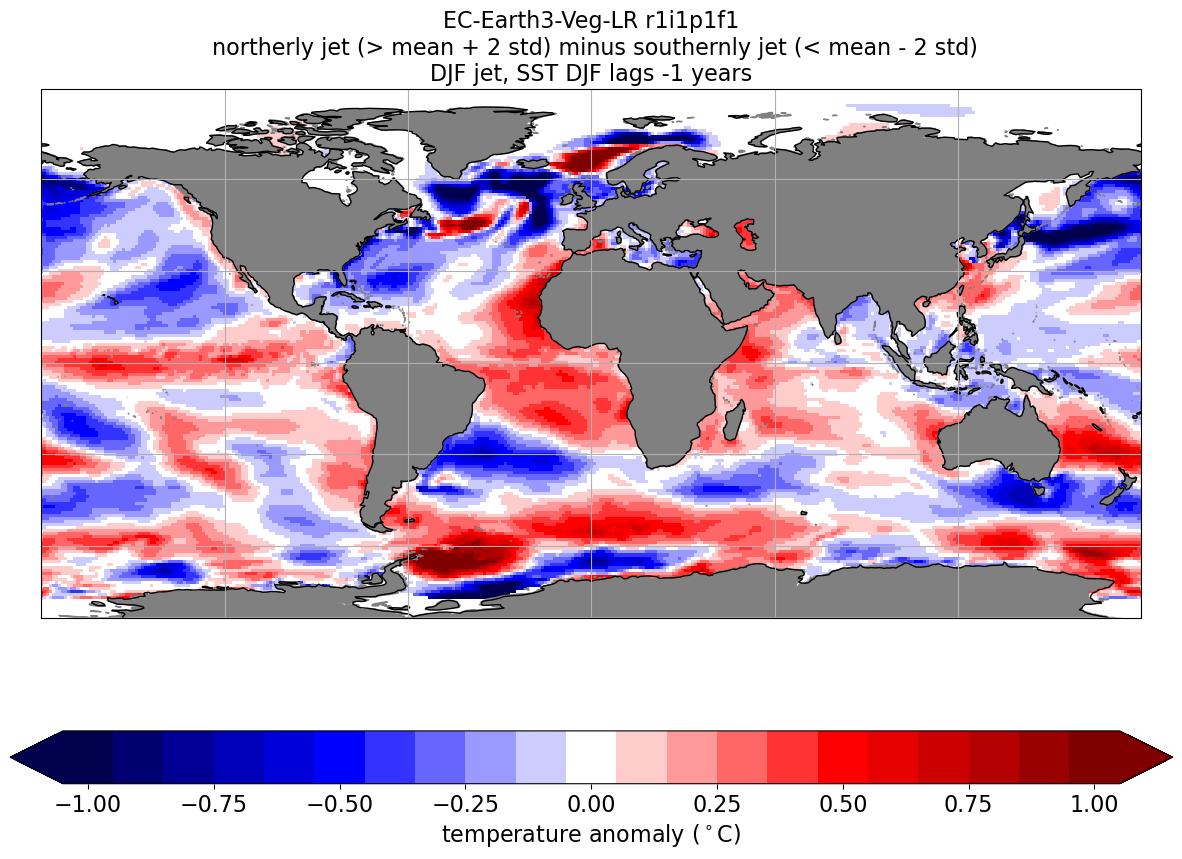 EC-Earth3-Veg-LR r1i1p1f1
northerly jet (> mean + 2 std) minus southernly jet (< mean - 2 std)
DJF jet, SST DJF lags -1 years
−1.00 −0.75 −0.50 −0.25 0.00 0.25 0.50 0.75 1.00
temperature anomaly (°C)